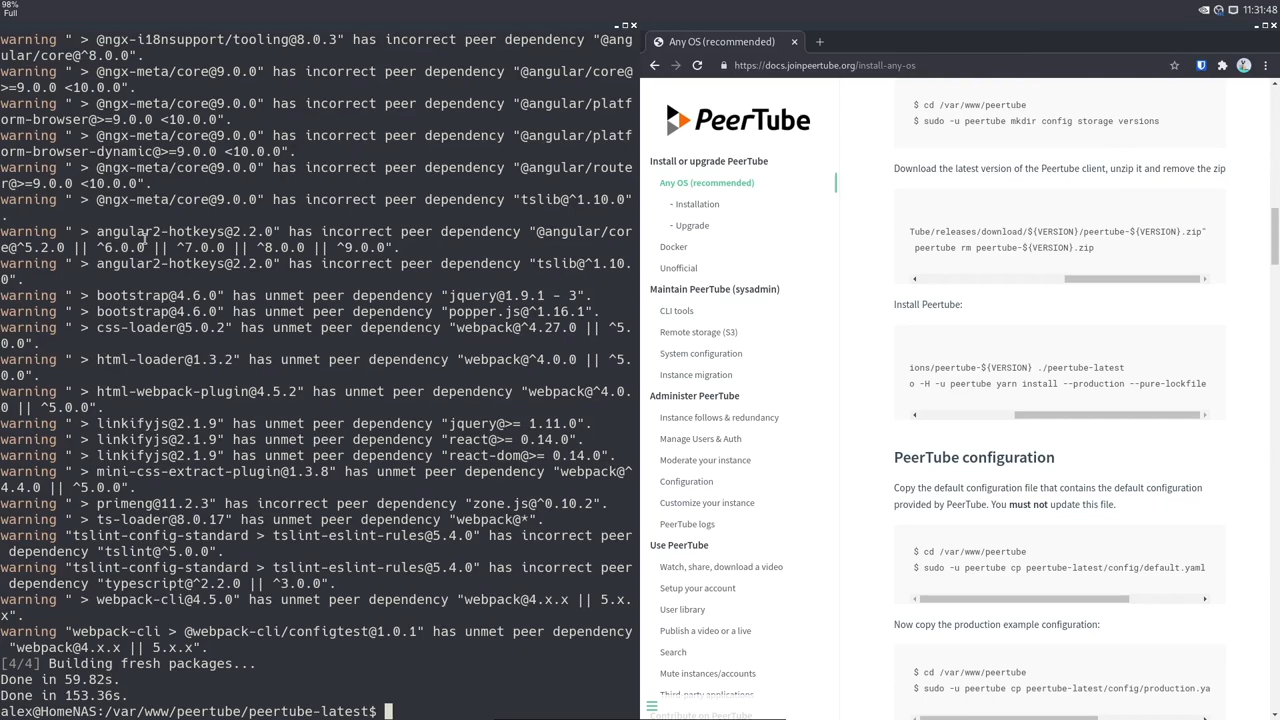 98%
Full
11:31:48
warning " > @ngx-i18nsupport/tooling@8.0.3" has incorrect peer dependency "@ang
ular/core@^8.0.0".
warning " > @ngx-meta/core@9.0.0" has incorrect peer dependency "@angular/core@
>=9.0.0 <10.0.0".
warning " > @ngx-meta/core@9.0.0" has incorrect peer dependency "@angular/platf
orm-browser@>=9.0.0 <10.0.0".
warning " > @ngx-meta/core@9.0.0" has incorrect peer dependency "@angular/platf
orm-browser-dynamic@>=9.0.0 <10.0.0".
warning " > @ngx-meta/core@9.0.0" has incorrect peer dependency "@angular/route
r@>=9.0.0 <10.0.0".
warning " > @ngx-meta/core@9.0.0" has incorrect peer dependency "tslib@^1.10.0"
.
warning " > angular2-hotkeys@2.2.0" has incorrect peer dependency "@angular/cor
e@^5.2.0 || ^6.0.0 || ^7.0.0 || ^8.0.3 || ^9.0.0".
warning " > angular2-hotkeys@2.2.0" has incorrect peer dependency "tslib@^1.10.
0".
warning " > bootstrap@4.6.0" has unmet peer dependency "jquery@1.9.1 - 3".
warning " > bootstrap@4.6.0" has unmet peer dependency "popper.js@^1.16.1".
warning " > css-loader@5.0.2" has unmet peer dependency "webpack@^4.27.0 || ^5.
0.0".
warning " > html-loader@1.3.2" has unmet peer dependency "webpack@^4.0.0 || ^5.
0.0".
warning " > html-webpack-plugin@4.5.2" has unmet peer dependency "webpack@^4.0.
0 || ^5.0.0".
warning " > linkifyjs@2.1.9" has unmet peer dependency "jquery@>= 1.11.0".
warning " > linkifyjs@2.1.9" has unmet peer dependency "react@>= 0.14.0".
warning " > linkifyjs@2.1.9" has unmet peer dependency "react-dom@>= 0.14.0".
warning " > mini-css-extract-plugin@1.3.7" has unmet peer dependency "webpack@^
4.4.0 || ^5.0.0".
warning " > primeng@11.2.3" has incorrect peer dependency "zone.js@^0.10.2".
warning " > ts-loader@8.0.17" has unmet peer dependency "webpack@*".
warning "tslint-config-standard > tslint-eslint-rules@5.4.0" has incorrect peer
dependency "tslint@^5.0.0".
warning "tslint-config-standard > tslint-eslint-rules@5.4.0" has incorrect peer
dependency "typescript@^2.2.0 || ^3.0.0".
warning " > webpack-cli@4.5.0" has unmet peer dependency "webpack@4.x.x || 5.x.
x".
warning "webpack-cli > @webpack-cli/configtest@1.0.1" has unmet peer dependency
"webpack@4.x.x || 5.x.x".
[4/4] Building fresh packages...
Done in 59.82s.
Done in 153.36s.
root@openNAS:/var/www/peertube/peertube-latest#
Any OS (recommended)
https://docs.joinpeertube.org/install-any-os
PeerTube
Install or upgrade PeerTube
Any OS (recommended)
- Installation
- Upgrade
Docker
Unofficial
Maintain PeerTube (sysadmin)
CLI tools
Remote storage (S3)
System configuration
Instance migration
Administer PeerTube
Instance follows & redundancy
Manage Users & Auth
Moderate your instance
Configuration
Customize your instance
PeerTube logs
Use PeerTube
Watch, share, download a video
Setup your account
User library
Publish a video or a live
Search
Mute instances/accounts
Third-party applications
Contribute on PeerTube
$ cd /var/www/peertube
$ sudo -u peertube mkdir config storage versions
Download the latest version of the Peertube client, unzip it and remove the zip
Tube/releases/download/${VERSION}/peertube-${VERSION}.zip"
peertube rm peertube-${VERSION}.zip
Install Peertube:
ions/peertube-${VERSION} ./peertube-latest
o -H -u peertube yarn install --production --pure-lockfile
PeerTube configuration
Copy the default configuration file that contains the default configuration
provided by PeerTube. You must not update this file.
$ cd /var/www/peertube
$ sudo -u peertube cp peertube-latest/config/default.yaml
Now copy the production example configuration:
$ cd /var/www/peertube
$ sudo -u peertube cp peertube-latest/config/production.ya